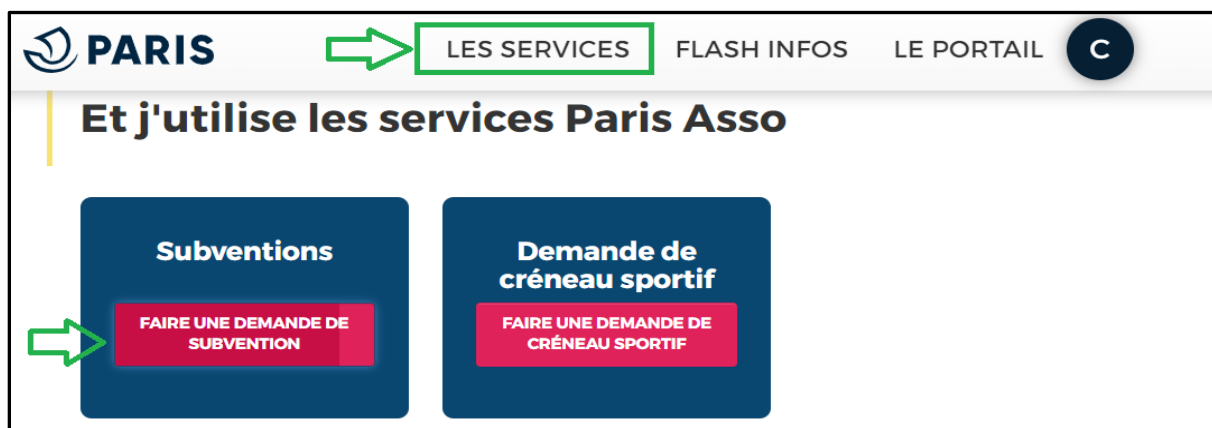 PARIS
LES SERVICES
FLASH INFOS
LE PORTAIL
C
Et j'utilise les services Paris Asso
Subventions
FAIRE UNE DEMANDE DE
SUBVENTION
Demande de
créneau sportif
FAIRE UNE DEMANDE DE
CRÉNEAU SPORTIF